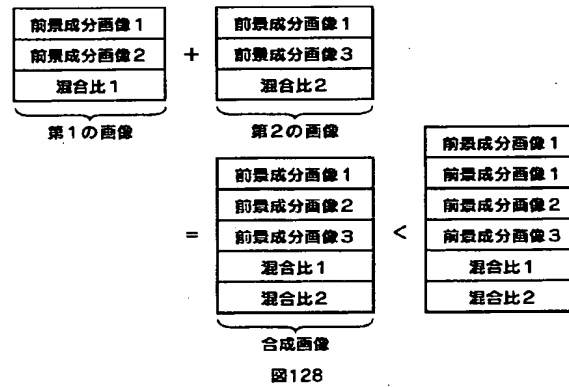 前景成分画像1
前景成分画像2
混合比1
第1の画像
+
前景成分画像1
前景成分画像3
混合比2
第2の画像
=
前景成分画像1
前景成分画像2
前景成分画像3
混合比1
混合比2
合成画像
<
前景成分画像1
前景成分画像1
前景成分画像2
前景成分画像3
混合比1
混合比2
図128